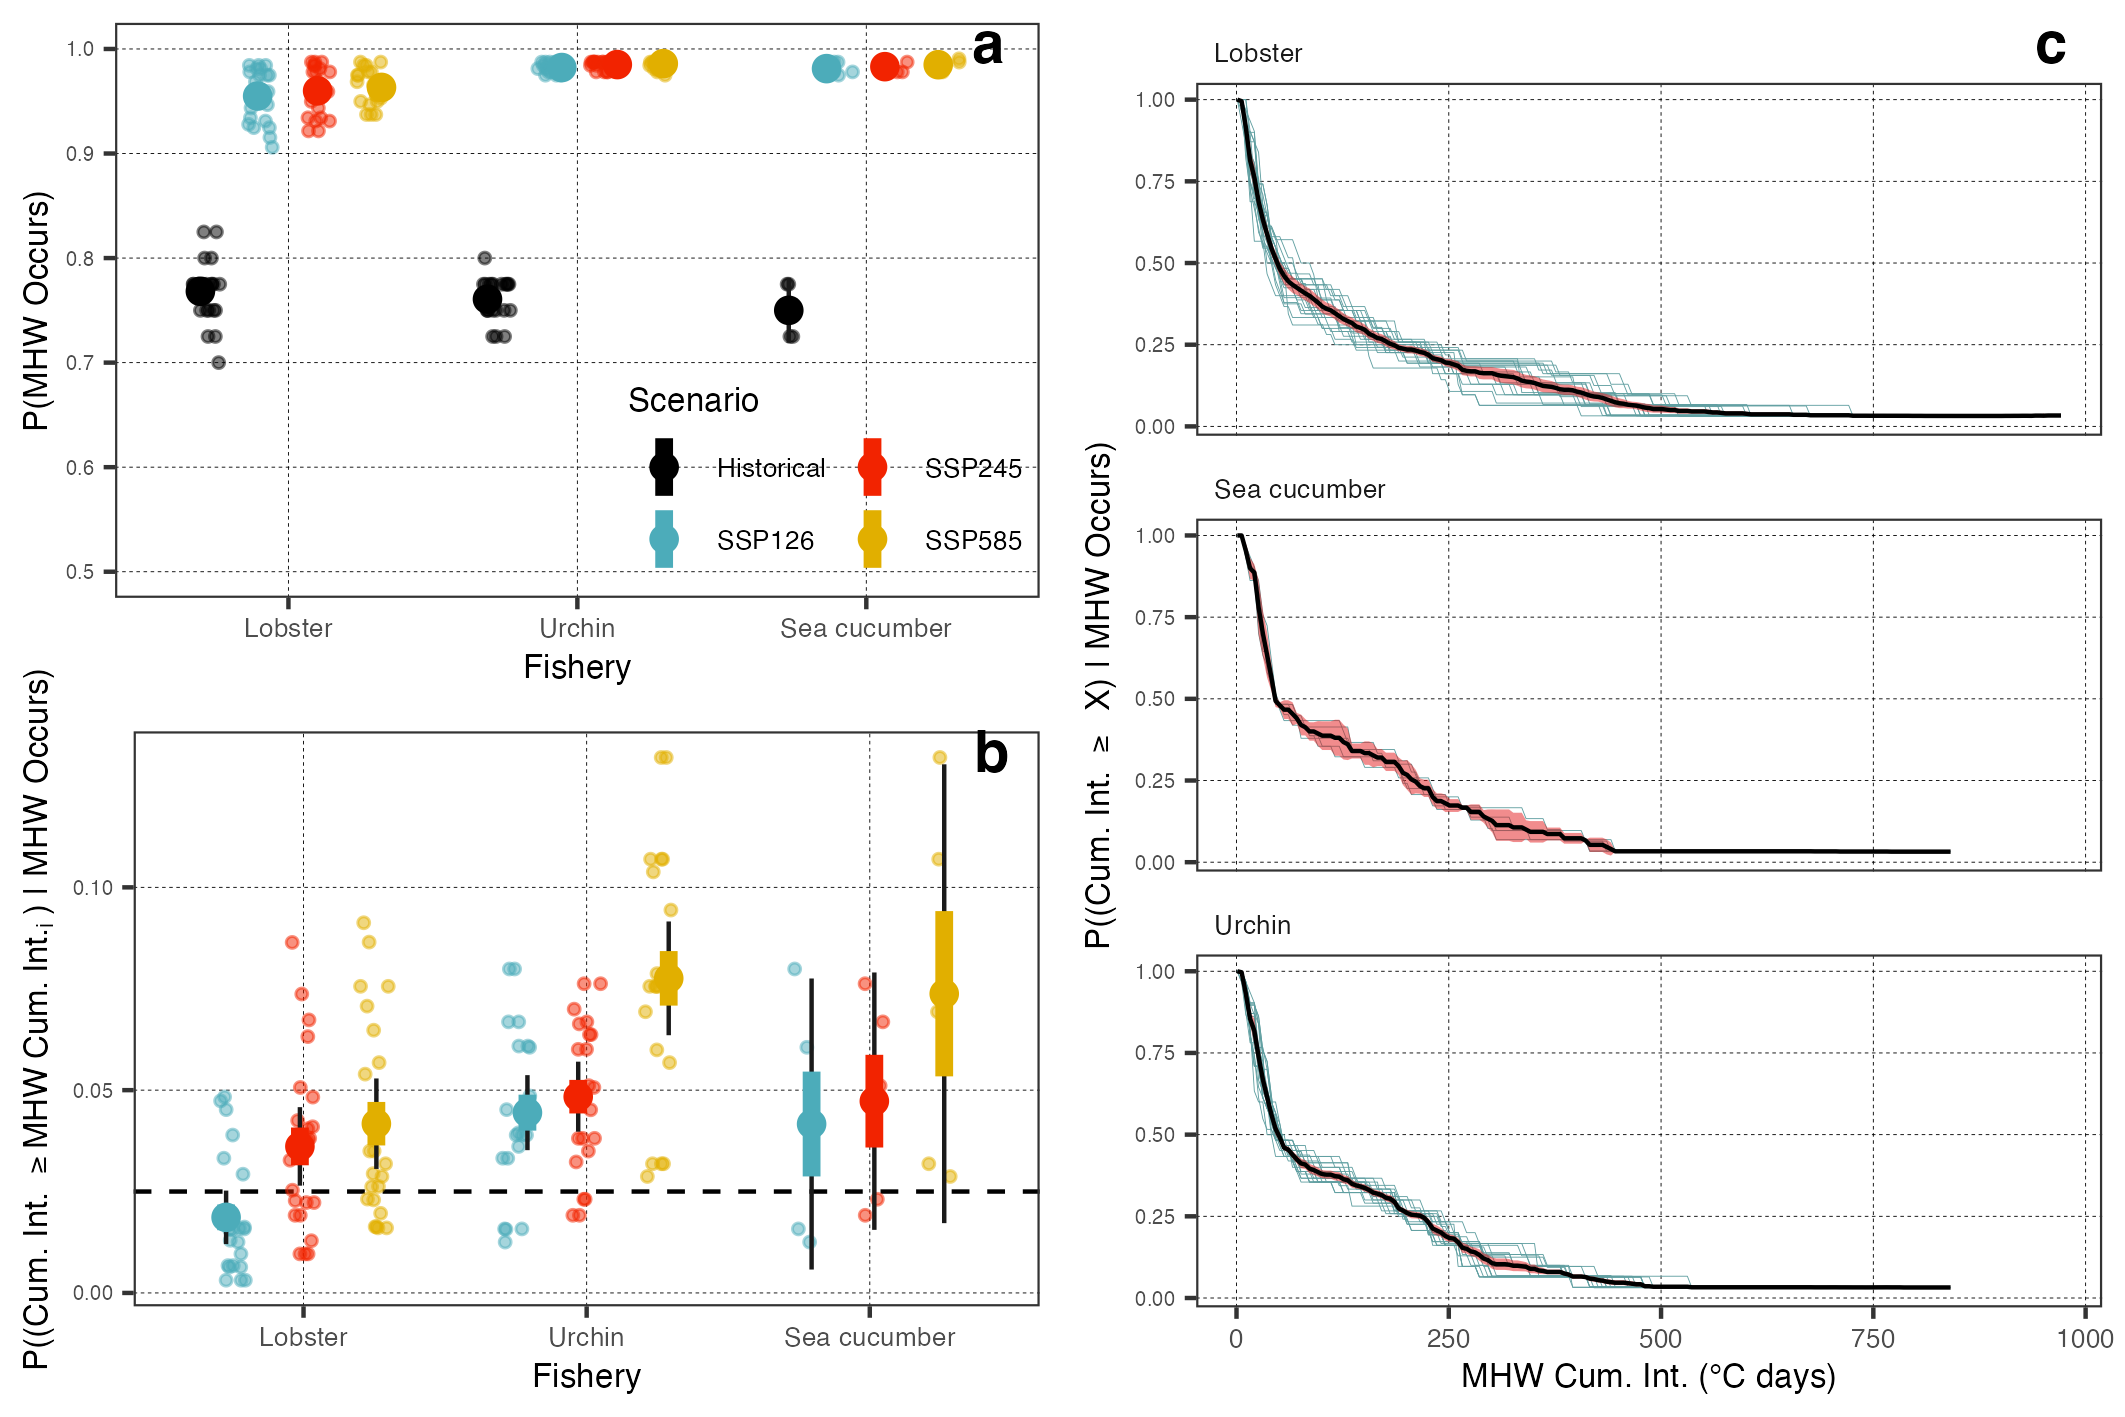 a
1.0
0.9
0.8
0.7
0.6
0.5
P(MHW Occurs)
Scenario
Historical
SSP245
SSP126
SSP585
Lobster
Urchin
Sea cucumber
Fishery
b
0.10
0.05
0.00
P((Cum. Int. ≥ MHW Cum. Int.i) | MHW Occurs)
Lobster
Urchin
Sea cucumber
Fishery
c
Lobster
1.00
0.75
0.50
0.25
0.00
Sea cucumber
1.00
0.75
0.50
0.25
0.00
P((Cum. Int. ≥ X) | MHW Occurs)
Urchin
1.00
0.75
0.50
0.25
0.00
0
250
500
750
1000
MHW Cum. Int. (°C days)